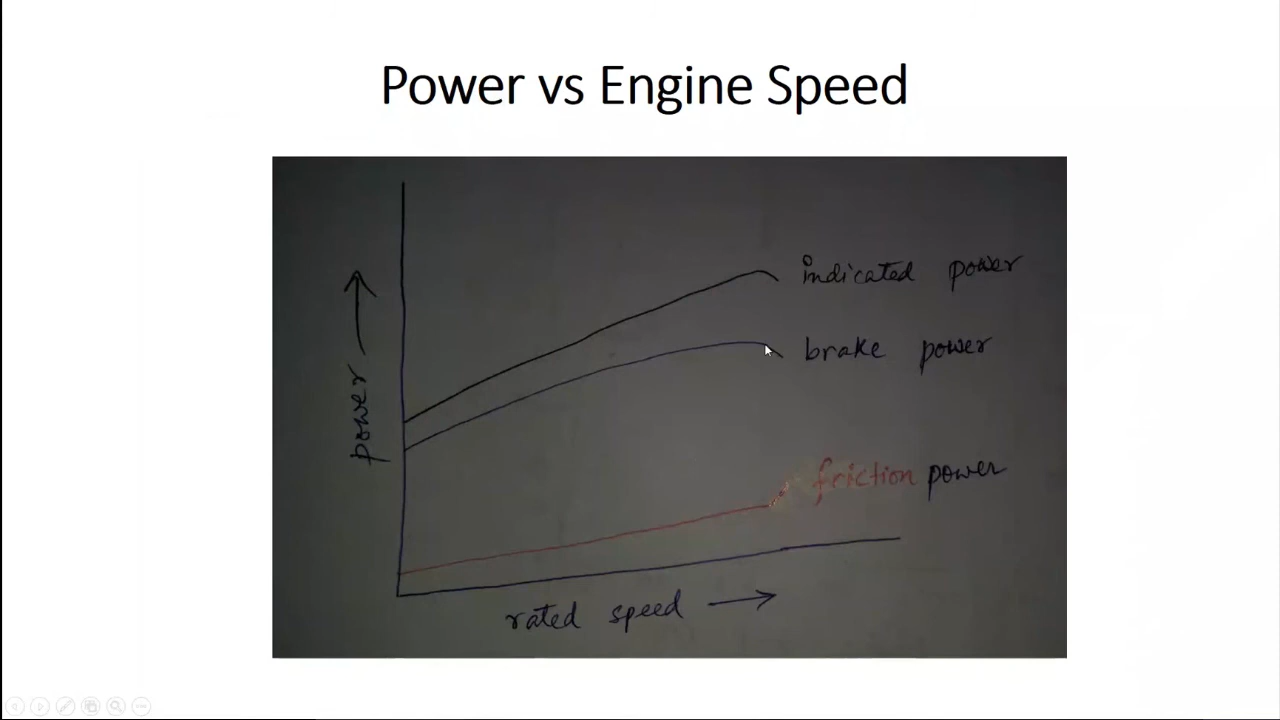 Power vs Engine Speed
indicated power
brake power
power
friction power
rated speed